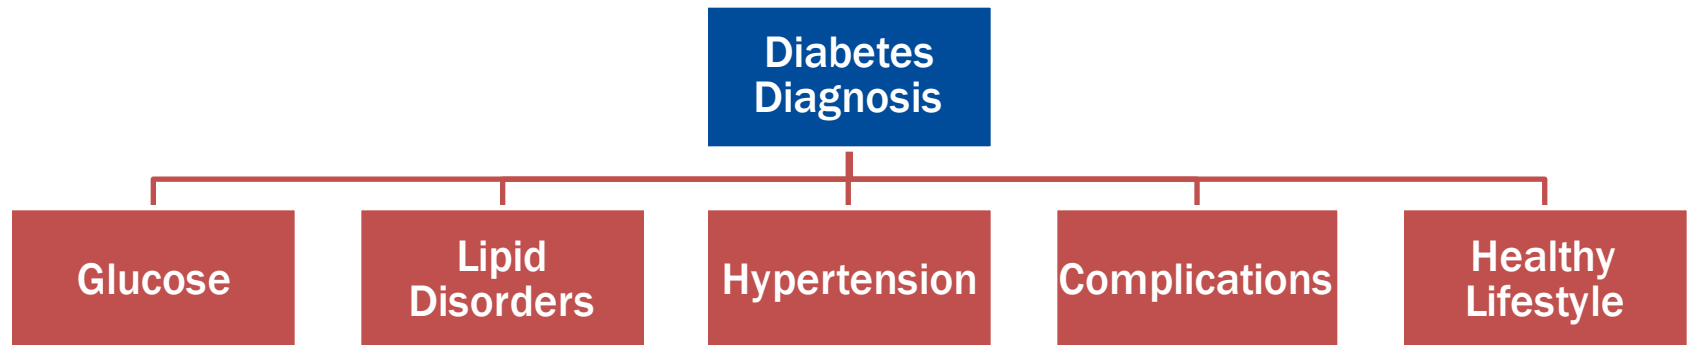 Diabetes
Diagnosis
Glucose
Lipid
Disorders
Hypertension
Complications
Healthy
Lifestyle